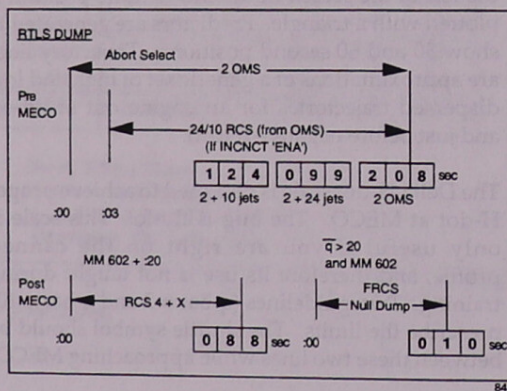 RTLS DUMP
Abort Select
2 OMS
Pre
MECO
24/10 RCS (from OMS)
(If INCNCT 'ENA')
1 2 4 0 9 9 2 0 8 sec
2 + 10 jets 2 + 24 jets 2 OMS
:00 :03
q > 20
MM 602 + :20 and MM 602
Post
MECO
RCS 4 + X FRCS
Null Dump
:00 0 8 8 sec :00 0 1 0 sec
84